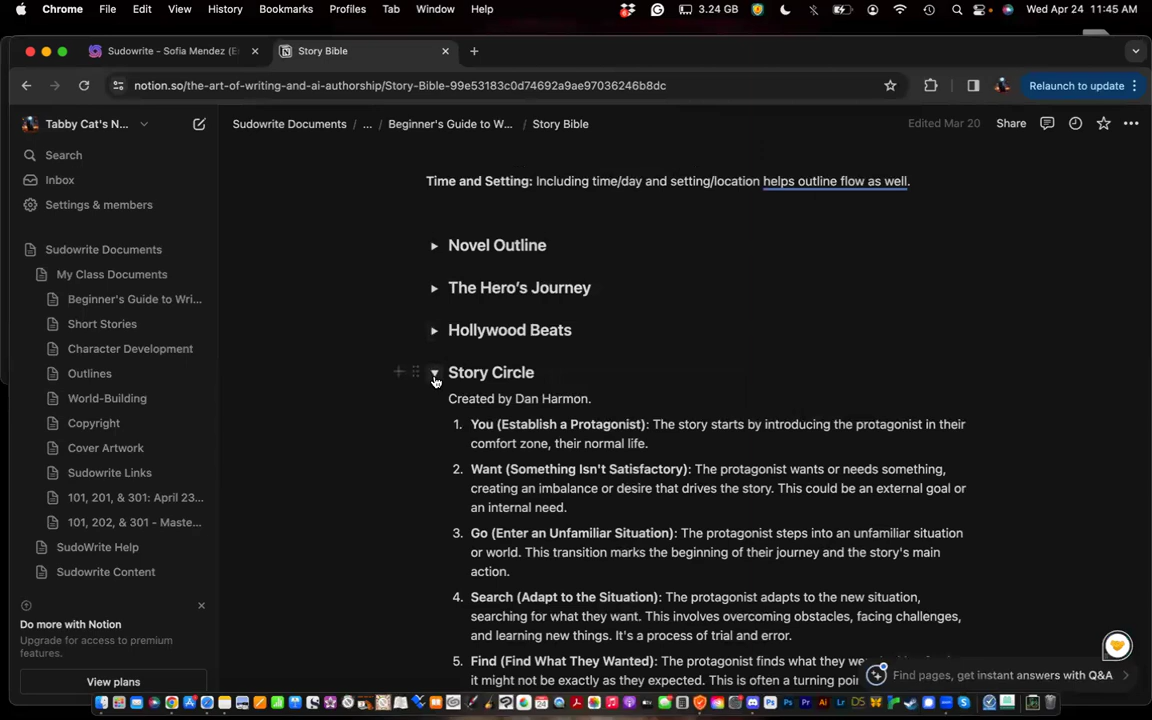 Chrome File Edit View History Bookmarks Profiles Tab Window Help 3.24 GB Wed Apr 24 11:45 AM
Sudowrite - Sofia Mendez (E
Story Bible
notion.so/the-art-of-writing-and-ai-authorship/Story-Bible-99e53183c0d74692a9ae97036246b8dc
Relaunch to update
Tabby Cat's N...
Sudowrite Documents / ... / Beginner's Guide to W... / Story Bible
Edited Mar 20 Share
Search
Inbox
Settings & members
Sudowrite Documents
My Class Documents
Beginner's Guide to Wri...
Short Stories
Character Development
Outlines
World-Building
Copyright
Cover Artwork
Sudowrite Links
101, 201, & 301: April 23...
101, 202, & 301 - Maste...
SudoWrite Help
Sudowrite Content
Do more with Notion
Upgrade for access to premium
features.
View plans
Time and Setting: Including time/day and setting/location helps outline flow as well.
Novel Outline
The Hero's Journey
Hollywood Beats
Story Circle
Created by Dan Harmon.
1. You (Establish a Protagonist): The story starts by introducing the protagonist in their
comfort zone, their normal life.
2. Want (Something Isn't Satisfactory): The protagonist wants or needs something,
creating an imbalance or desire that drives the story. This could be an external goal or
an internal need.
3. Go (Enter an Unfamiliar Situation): The protagonist steps into an unfamiliar situation
or world. This transition marks the beginning of their journey and the story's main
action.
4. Search (Adapt to the Situation): The protagonist adapts to the new situation,
searching for what they want. This involves overcoming obstacles, facing challenges,
and learning new things. It's a process of trial and error.
5. Find (Find What They Wanted): The protagonist finds what they
it might not be exactly as they expected. This is often a turning
Find pages, get instant answers with Q&A